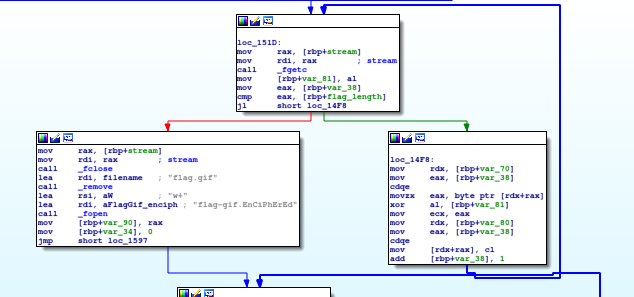 loc_151D:
mov rax, [rbp+stream]
mov rdi, rax ; stream
call _fgetc
mov [rbp+var_81], al
mov eax, [rbp+var_38]
cmp eax, [rbp+flag_length]
jl short loc_14F8
mov rax, [rbp+stream]
mov rdi, rax ; stream
call _fclose
lea rdi, filename ; "flag.gif"
call _remove
lea rsi, aW ; "w+"
lea rdi, aFlagGif_enciph ; "flag-gif.EnCiPhErEd"
call _fopen
mov [rbp+var_90], rax
mov [rbp+var_34], 0
jmp short loc_1597
loc_14F8:
mov rdx, [rbp+var_70]
mov eax, [rbp+var_38]
cdqe
movzx eax, byte ptr [rdx+rax]
xor al, [rbp+var_81]
mov ecx, eax
mov rdx, [rbp+var_80]
mov eax, [rbp+var_38]
cdqe
mov [rdx+rax], cl
add [rbp+var_38], 1